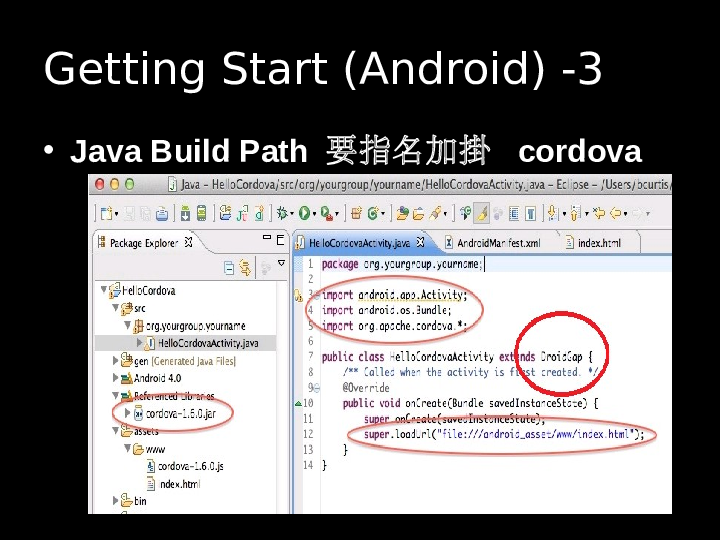 Getting Start (Android) -3
• Java Build Path 要指名加掛 cordova
Java – HelloCordova/src/org/yourgroup/yourname/HelloCordovaActivity.java – Eclipse – /Users/bcurtis/
Package Explorer
HelloCordovaActivity.java
AndroidManifest.xml
index.html
HelloCordova
src
org.yourgroup.yourname
HelloCordovaActivity.java
gen [Generated Java Files]
Android 4.0
Referenced Libraries
cordova-1.6.0.jar
assets
www
cordova-1.6.0.js
index.html
bin
1 package org.yourgroup.yourname;
2
3 import android.app.Activity;
4 import android.os.Bundle;
5 import org.apache.cordova.*;
6
7 public class HelloCordovaActivity extends DroidGap {
8 /** Called when the activity is first created. */
9 @Override
10 public void onCreate(Bundle savedInstanceState) {
11 super.onCreate(savedInstanceState);
12 super.loadUrl("file:///android_asset/www/index.html");
13 }
14 }